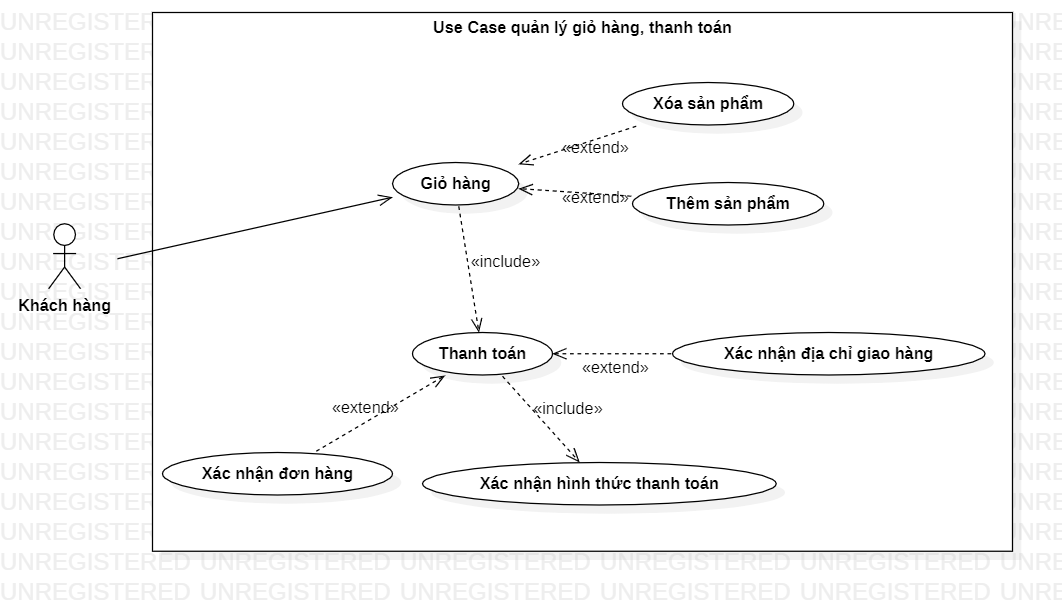 Use Case quản lý giỏ hàng, thanh toán
Xóa sản phẩm
«extend»
Giỏ hàng
«extend»
Thêm sản phẩm
«include»
Khách hàng
Thanh toán
Xác nhận địa chỉ giao hàng
«extend»
«extend»
«include»
Xác nhận đơn hàng
Xác nhận hình thức thanh toán
UNREGISTERED UNREGISTERED UNREGISTERED UNREGISTERED UNREGISTERED